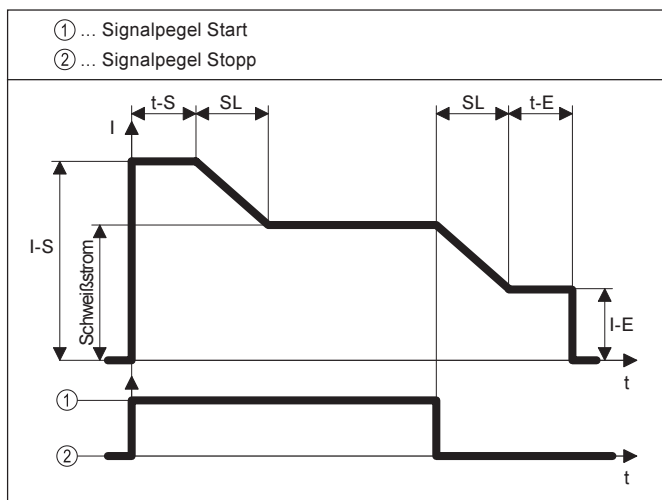 ① ... Signalpegel Start
② ... Signalpegel Stopp
t-S SL SL t-E
I
I-S
Schweißstrom
I-E
t
①
②
t